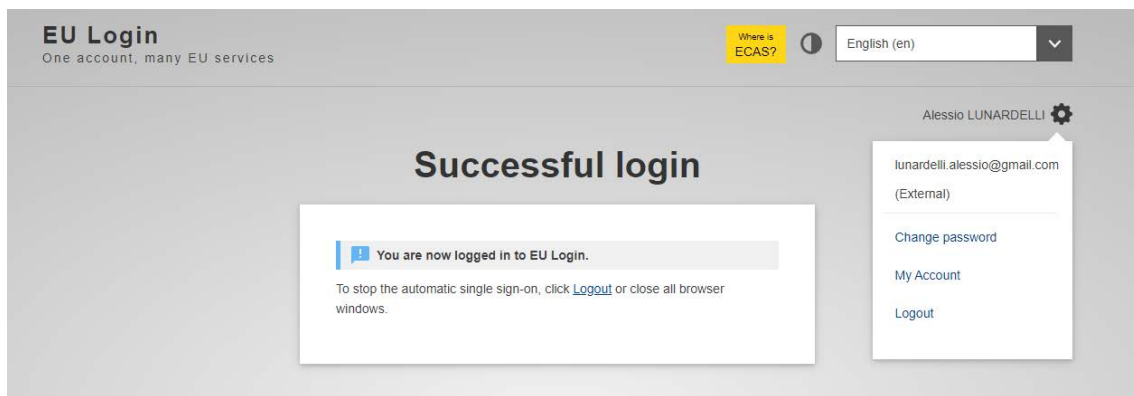 EU Login
One account, many EU services
Where is
ECAS?
English (en)
Alessio LUNARDELLI
Successful login
lunardelli.alessio@gmail.com
(External)
Change password
My Account
Logout
You are now logged in to EU Login.
To stop the automatic single sign-on, click Logout or close all browser
windows.